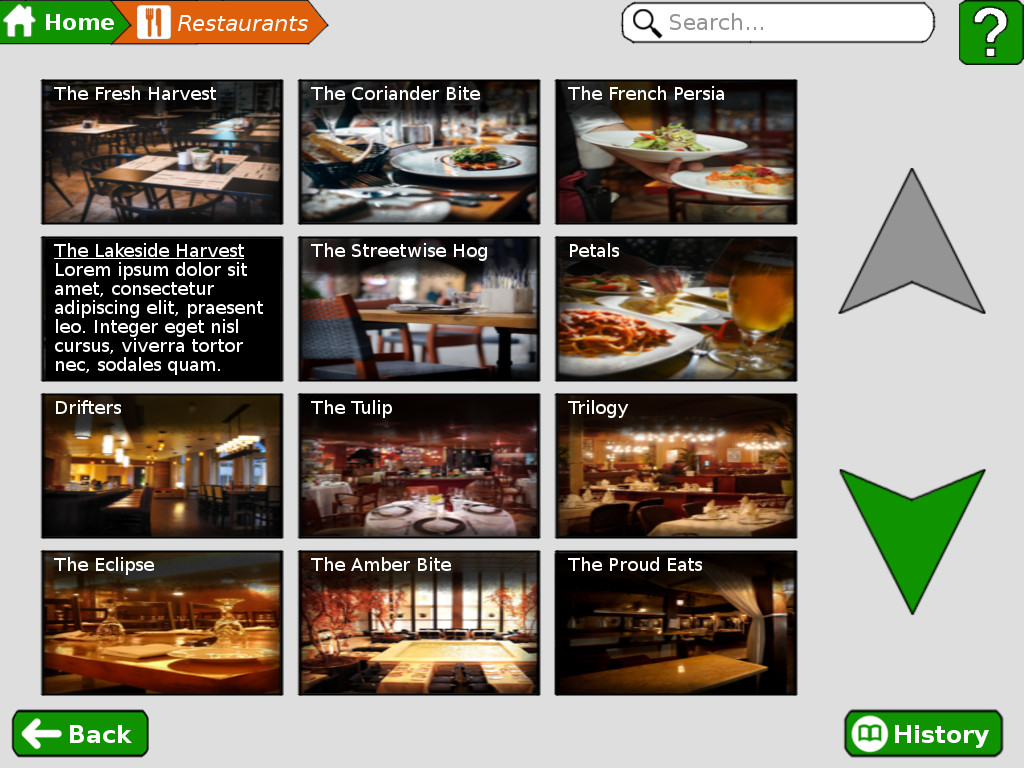 Home
Restaurants
Search...
?
The Fresh Harvest
The Coriander Bite
The French Persia
The Lakeside Harvest
Lorem ipsum dolor sit
amet, consectetur
adipiscing elit, praesent
leo. Integer eget nisl
cursus, viverra tortor
nec, sodales quam.
The Streetwise Hog
Petals
Drifters
The Tulip
Trilogy
The Eclipse
The Amber Bite
The Proud Eats
Back
History